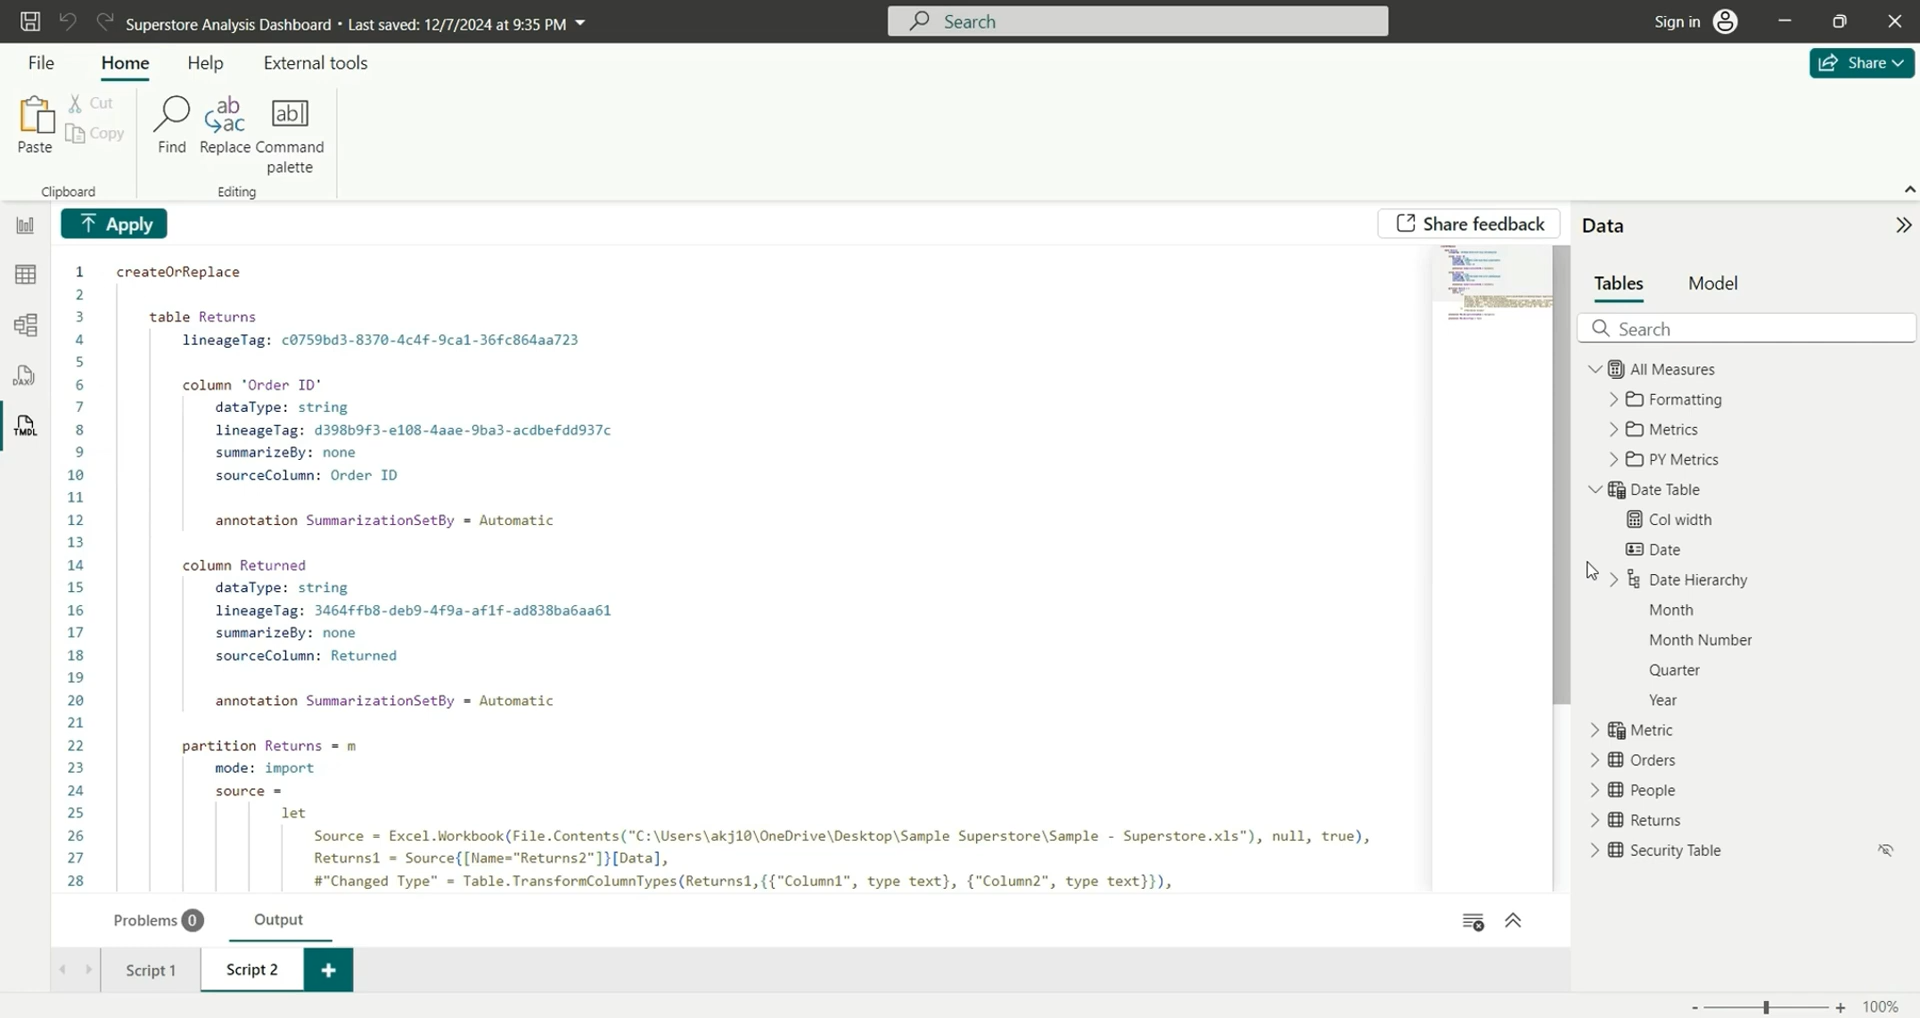 Superstore Analysis Dashboard • Last saved: 12/7/2024 at 9:35 PM
Search
Sign in
File
Home
Help
External tools
Share
Paste
Cut
Copy
Clipboard
ab
ac
ab
Find
Replace
Command
palette
Editing
Apply
Share feedback
DAX
TMDL
1 createOrReplace
2
3 table Returns
4 lineageTag: c0759bd3-8370-4c4f-9ca1-36fc864aa723
5
6 column 'Order ID'
7 dataType: string
8 lineageTag: d398b9f3-e108-4aae-9ba3-acdbefdd937c
9 summarizeBy: none
10 sourceColumn: Order ID
11
12 annotation SummarizationSetBy = Automatic
13
14 column Returned
15 dataType: string
16 lineageTag: 3464ffb8-deb9-4f9a-af1f-ad838ba6aa61
17 summarizeBy: none
18 sourceColumn: Returned
19
20 annotation SummarizationSetBy = Automatic
21
22 partition Returns = m
23 mode: import
24 source =
25 let
26 Source = Excel.Workbook(File.Contents("C:\Users\akj10\OneDrive\Desktop\Sample Superstore\Sample - Superstore.xls"), null, true),
27 Returns1 = Source{[Name="Returns2"]}[Data],
28 #"Changed Type" = Table.TransformColumnTypes(Returns1,{{"Column1", type text}, {"Column2", type text}}),
Problems 0
Output
Script 1
Script 2
+
Data
Tables
Model
Search
All Measures
Formatting
Metrics
PY Metrics
Date Table
Col width
Date
Date Hierarchy
Month
Month Number
Quarter
Year
Metric
Orders
People
Returns
Security Table
- + 100%